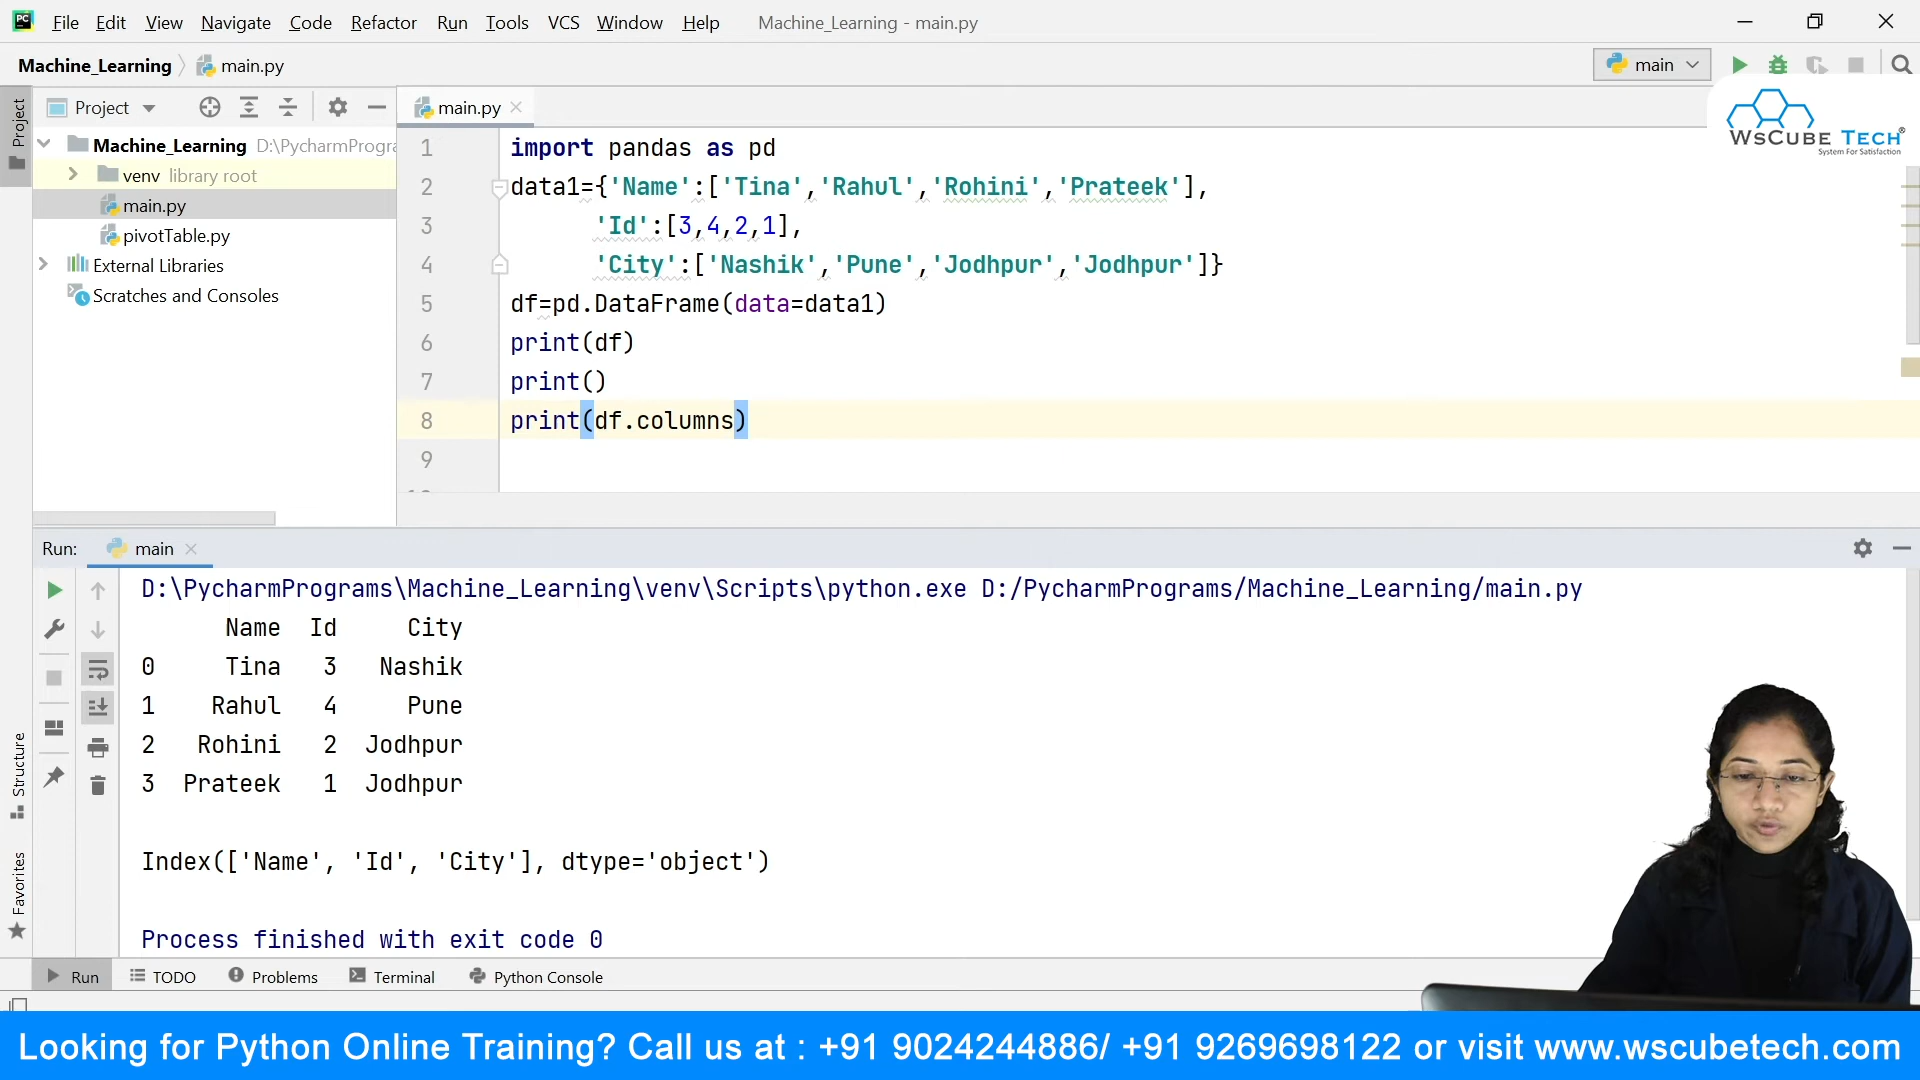 File Edit View Navigate Code Refactor Run Tools VCS Window Help Machine_Learning - main.py
Machine_Learning main.py main
Project main.py
WsCube Tech®
System For Satisfaction
Project
Machine_Learning D:\PycharmProgra
venv library root
main.py
pivotTable.py
External Libraries
Scratches and Consoles
1 import pandas as pd
2 data1={'Name':['Tina','Rahul','Rohini','Prateek'],
3 'Id':[3,4,2,1],
4 'City':['Nashik','Pune','Jodhpur','Jodhpur']}
5 df=pd.DataFrame(data=data1)
6 print(df)
7 print()
8 print(df.columns)
9
Run: main
D:\PycharmPrograms\Machine_Learning\venv\Scripts\python.exe D:/PycharmPrograms/Machine_Learning/main.py
Name Id City
0 Tina 3 Nashik
1 Rahul 4 Pune
2 Rohini 2 Jodhpur
3 Prateek 1 Jodhpur
Index(['Name', 'Id', 'City'], dtype='object')
Process finished with exit code 0
Structure
Favorites
Run TODO Problems Terminal Python Console
Looking for Python Online Training? Call us at : +91 9024244886/ +91 9269698122 or visit www.wscubetech.com